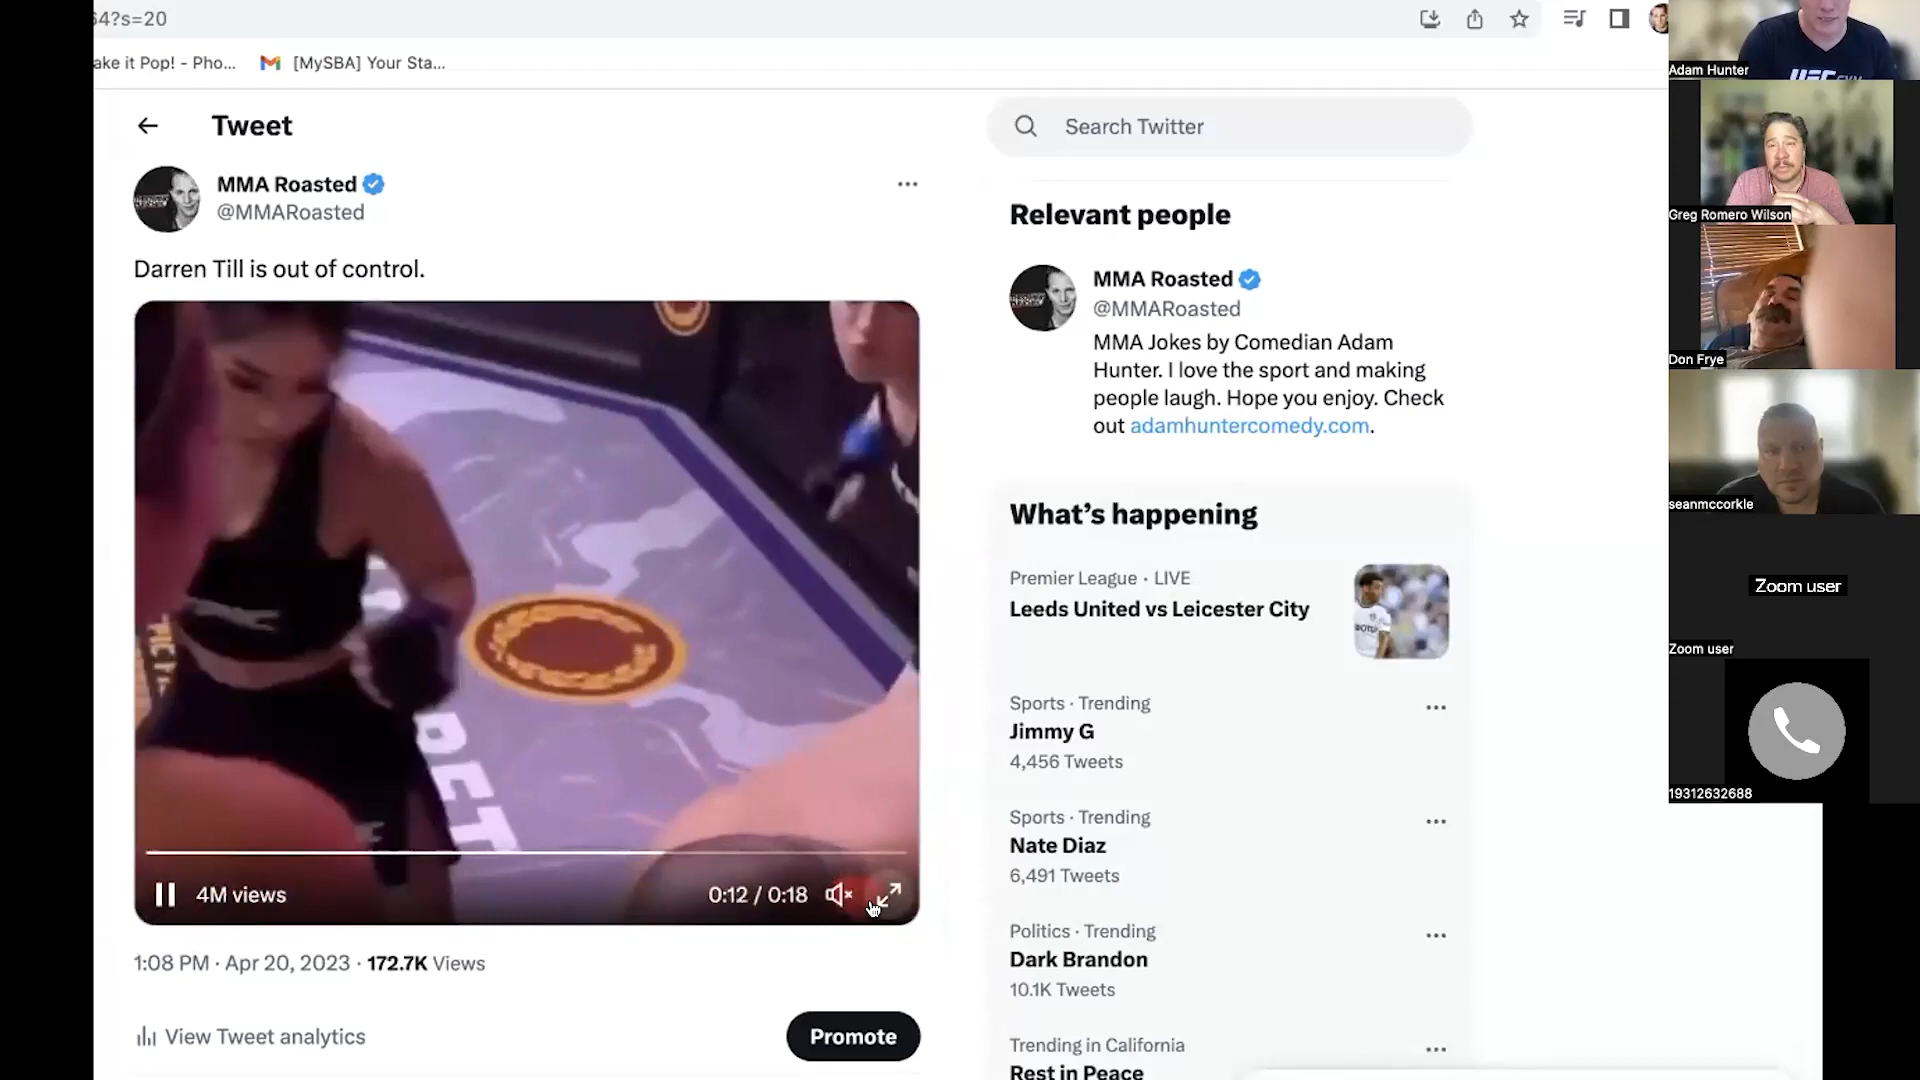 64?s=20
ake it Pop! - Pho...
[MySBA] Your Sta...
Tweet
MMA Roasted
@MMARoasted
Darren Till is out of control.
BET
4M views
0:12 / 0:18
1:08 PM · Apr 20, 2023 · 172.7K Views
View Tweet analytics
Promote
Search Twitter
Relevant people
MMA Roasted
@MMARoasted
MMA Jokes by Comedian Adam
Hunter. I love the sport and making
people laugh. Hope you enjoy. Check
out adamhuntercomedy.com.
What's happening
Premier League · LIVE
Leeds United vs Leicester City
Sports · Trending
Jimmy G
4,456 Tweets
Sports · Trending
Nate Diaz
6,491 Tweets
Politics · Trending
Dark Brandon
10.1K Tweets
Trending in California
Rest in Peace
UFC GYM
Adam Hunter
Greg Romero Wilson
Don Frye
seanmccorkle
Zoom user
Zoom user
19312632688